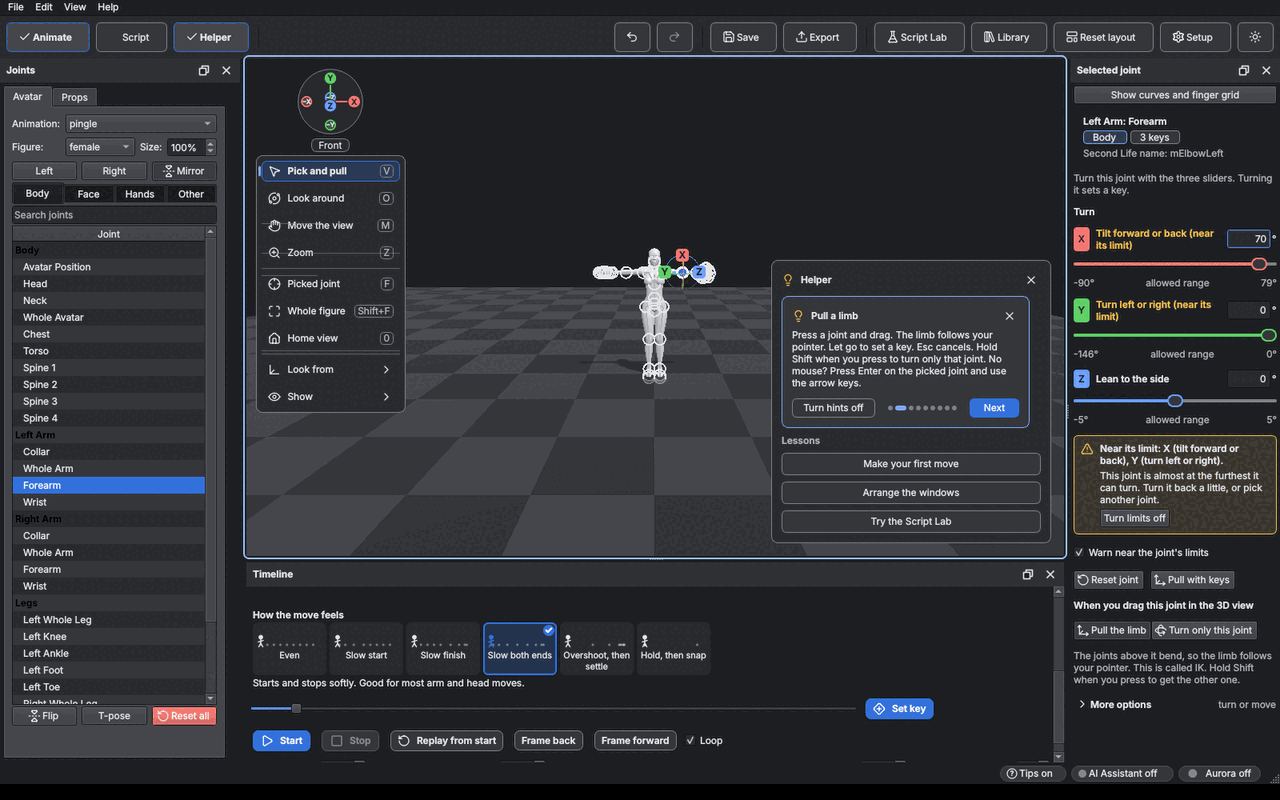 File Edit View Help
Animate Script Helper Save Export Script Lab Library Reset layout Setup
Joints
Avatar Props
Animation: pingle
Figure: female Size: 100%
Left Right Mirror
Body Face Hands Other
Search joints
Joint
Body
Avatar Position
Head
Neck
Whole Avatar
Chest
Torso
Spine 1
Spine 2
Spine 3
Spine 4
Left Arm
Collar
Whole Arm
Forearm
Wrist
Right Arm
Collar
Whole Arm
Forearm
Wrist
Legs
Left Whole Leg
Left Knee
Left Ankle
Left Foot
Left Toe
Right Whole Leg
Flip T-pose Reset all
Y
-X Z X
-Y
Front
Pick and pull V
Look around O
Move the view M
Zoom Z
Picked joint F
Whole figure Shift+F
Home view 0
Look from
Show
X
Y Z
Helper
Pull a limb
Press a joint and drag. The limb follows your
pointer. Let go to set a key. Esc cancels. Hold
Shift when you press to turn only that joint. No
mouse? Press Enter on the picked joint and use
the arrow keys.
Turn hints off Next
Lessons
Make your first move
Arrange the windows
Try the Script Lab
Timeline
How the move feels
Even Slow start Slow finish Slow both ends Overshoot, then
settle Hold, then snap
Starts and stops softly. Good for most arm and head moves.
Set key
Start Stop Replay from start Frame back Frame forward Loop
Selected joint
Show curves and finger grid
Left Arm: Forearm
Body 3 keys
Second Life name: mElbowLeft
Turn this joint with the three sliders. Turning
it sets a key.
Turn
X Tilt forward or back (near
its limit) 70 °
-90° allowed range 79°
Y Turn left or right (near its
limit) 0 °
-146° allowed range 0°
Z Lean to the side 0 °
-5° allowed range 5°
Near its limit: X (tilt forward or
back), Y (turn left or right).
This joint is almost at the furthest it
can turn. Turn it back a little, or pick
another joint.
Turn limits off
Warn near the joint's limits
Reset joint Pull with keys
When you drag this joint in the 3D view
Pull the limb Turn only this joint
The joints above it bend, so the limb follows
your pointer. This is called IK. Hold Shift
when you press to get the other one.
More options turn or move
Tips on AI Assistant off Aurora off